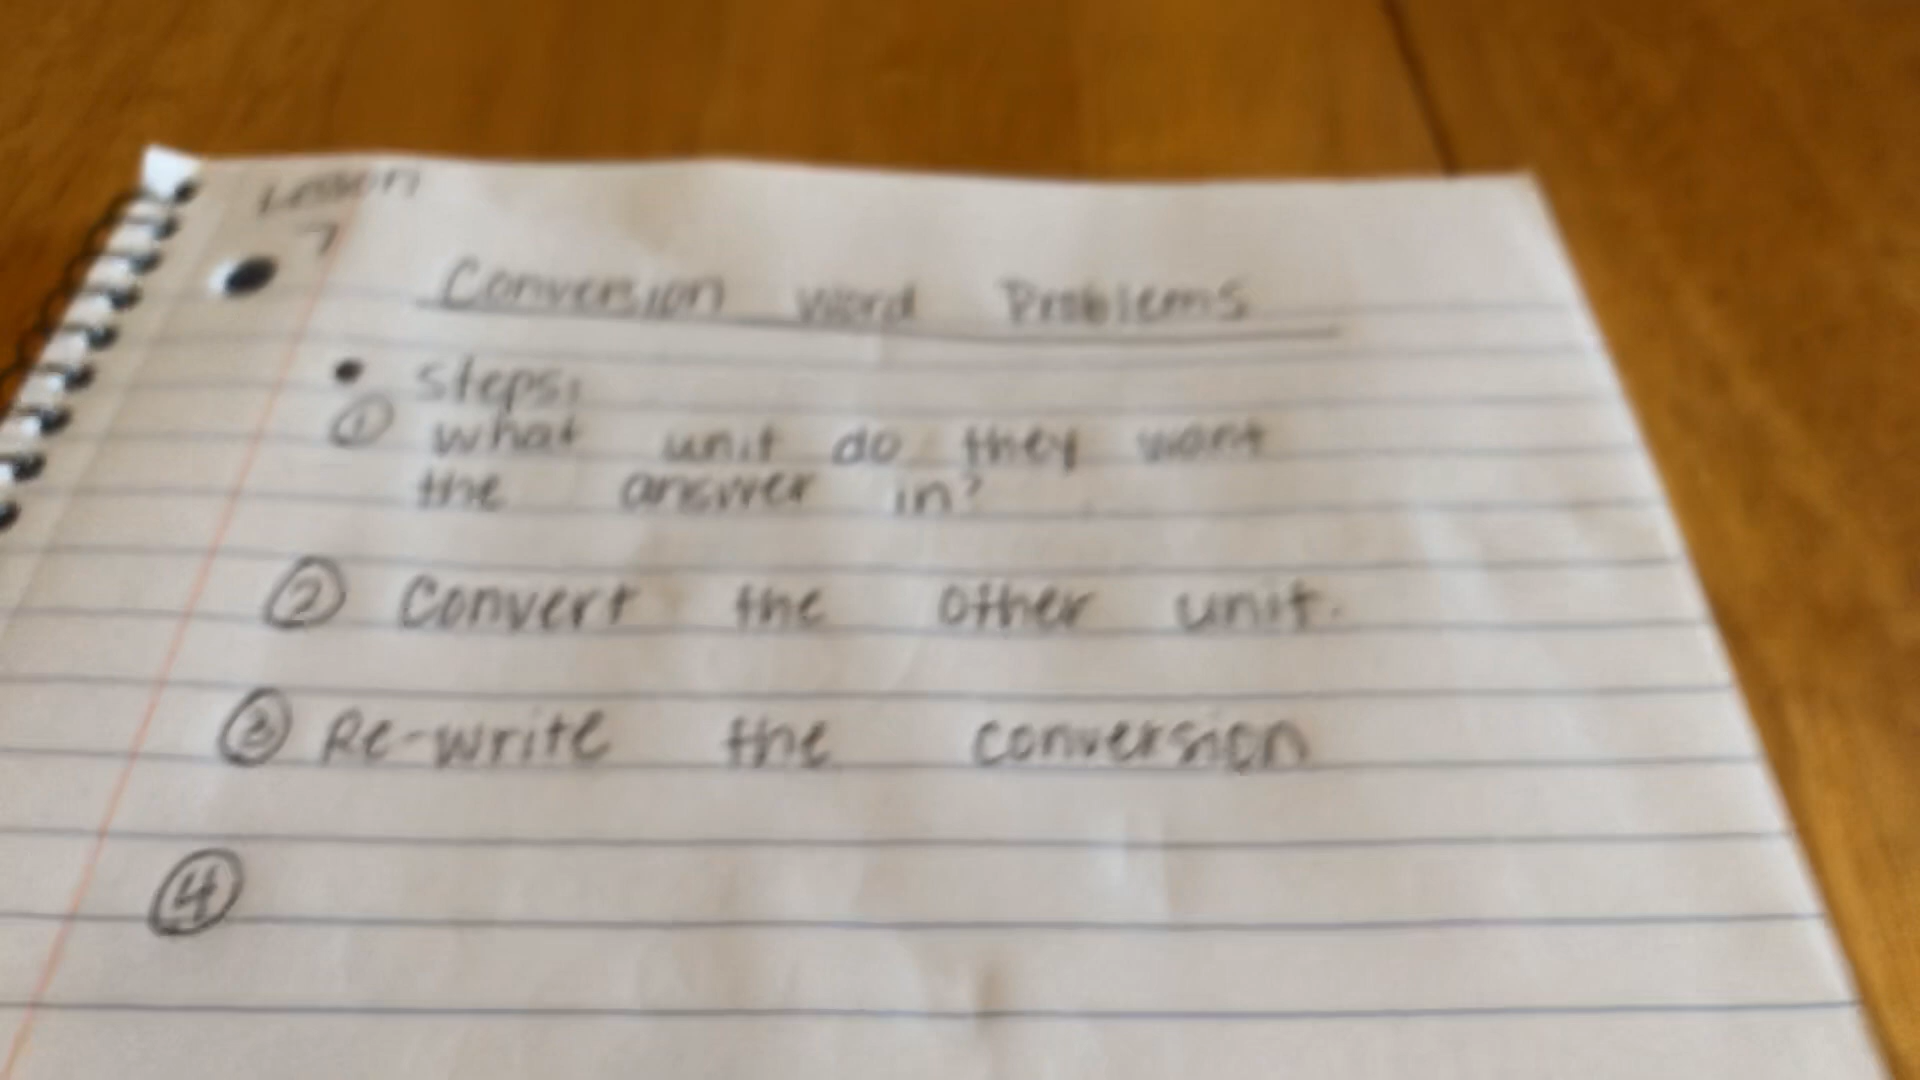 Lesson
7
Conversion word Problems
• steps:
① what unit do they want
the answer in?
② Convert the other unit.
③ Re-write the conversion
④